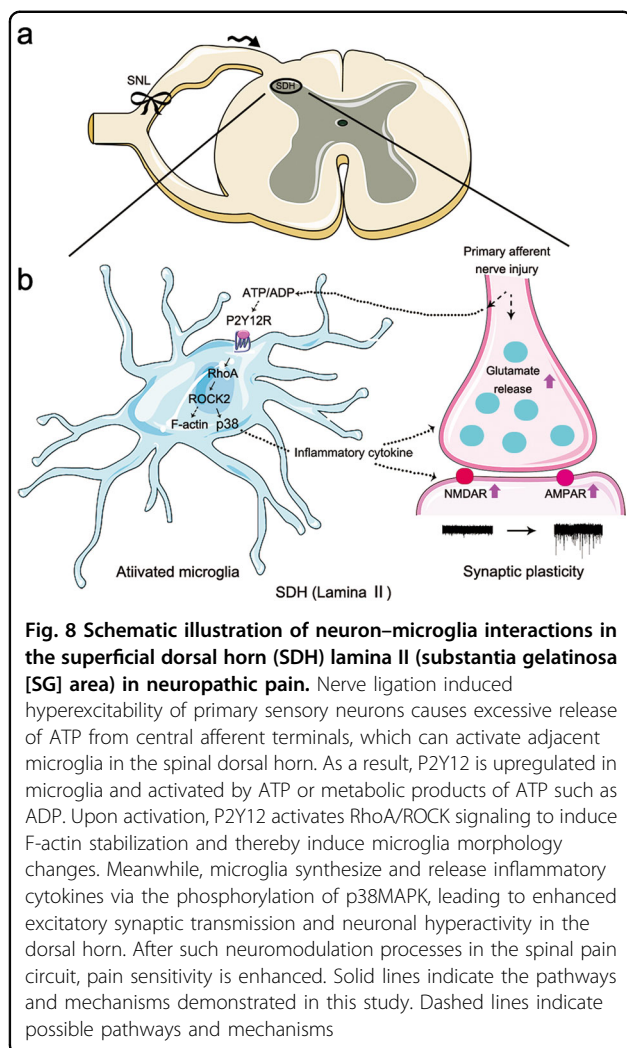 a
SNL
SDH
b
Primary afferent
nerve injury
ATP/ADP
P2Y12R
RhoA
ROCK2
F-actin p38
Glutamate
release
Inflammatory cytokine
NMDAR
AMPAR
Atiivated microglia
Synaptic plasticity
SDH (Lamina II)
Fig. 8 Schematic illustration of neuron–microglia interactions in
the superficial dorsal horn (SDH) lamina II (substantia gelatinosa
[SG] area) in neuropathic pain. Nerve ligation induced
hyperexcitability of primary sensory neurons causes excessive release
of ATP from central afferent terminals, which can activate adjacent
microglia in the spinal dorsal horn. As a result, P2Y12 is upregulated in
microglia and activated by ATP or metabolic products of ATP such as
ADP. Upon activation, P2Y12 activates RhoA/ROCK signaling to induce
F-actin stabilization and thereby induce microglia morphology
changes. Meanwhile, microglia synthesize and release inflammatory
cytokines via the phosphorylation of p38MAPK, leading to enhanced
excitatory synaptic transmission and neuronal hyperactivity in the
dorsal horn. After such neuromodulation processes in the spinal pain
circuit, pain sensitivity is enhanced. Solid lines indicate the pathways
and mechanisms demonstrated in this study. Dashed lines indicate
possible pathways and mechanisms